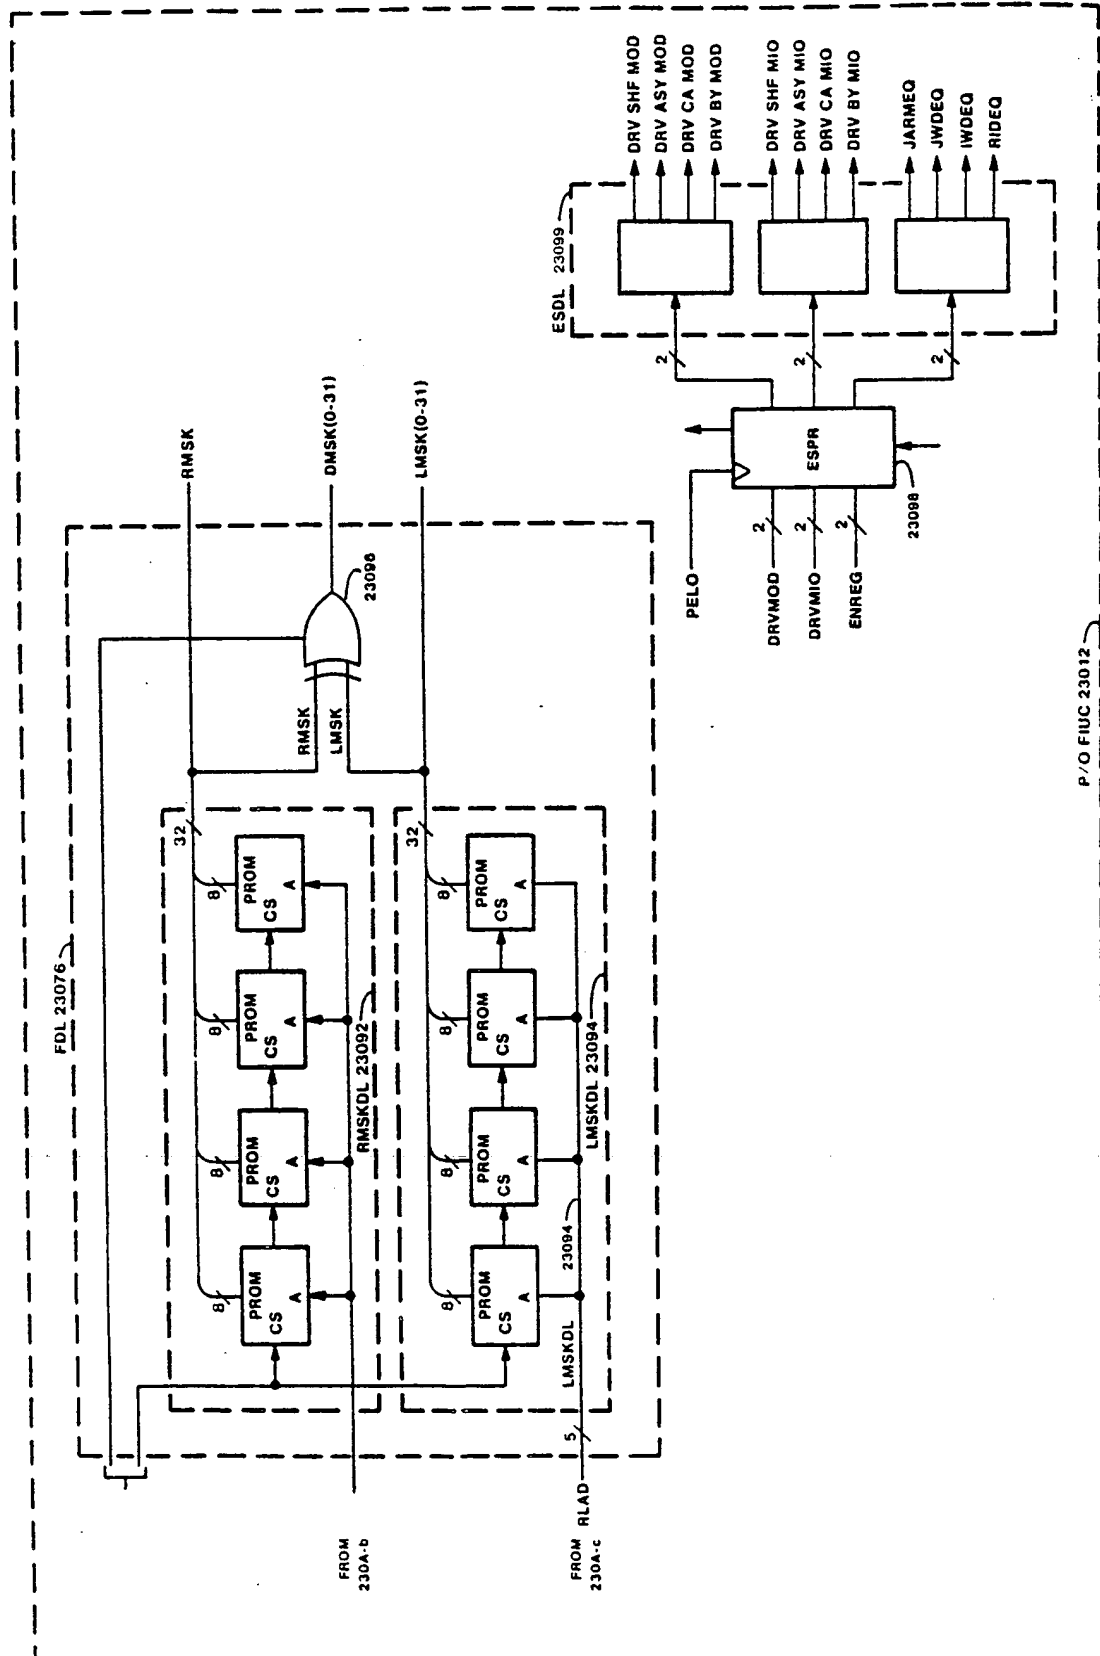 FDL 23076
RMSK
DMSK(0-31)
LMSK(0-31)
23096
RMSK
LMSK
32
PROM
CS
A
8
PROM
CS
A
8
PROM
CS
A
8
PROM
CS
A
8
RMSKDL 23092
32
PROM
CS
A
8
PROM
CS
A
8
PROM
CS
A
8
PROM
CS
A
8
LMSKDL 23094
LMSKDL
23094
5
FROM
230A-b
RLAD
FROM
230A-c
ESDL 23099
DRV SHF MOD
DRV ASY MOD
DRV CA MOD
DRV BY MOD
DRV SHF MIO
DRV ASY MIO
DRV CA MIO
DRV BY MIO
JARMEQ
JWDEQ
IWDEQ
RIDEQ
2
2
2
ESPR
23098
PELO
2
2
2
DRVMOD
DRVMIO
ENREG
P/O FIUC 23012